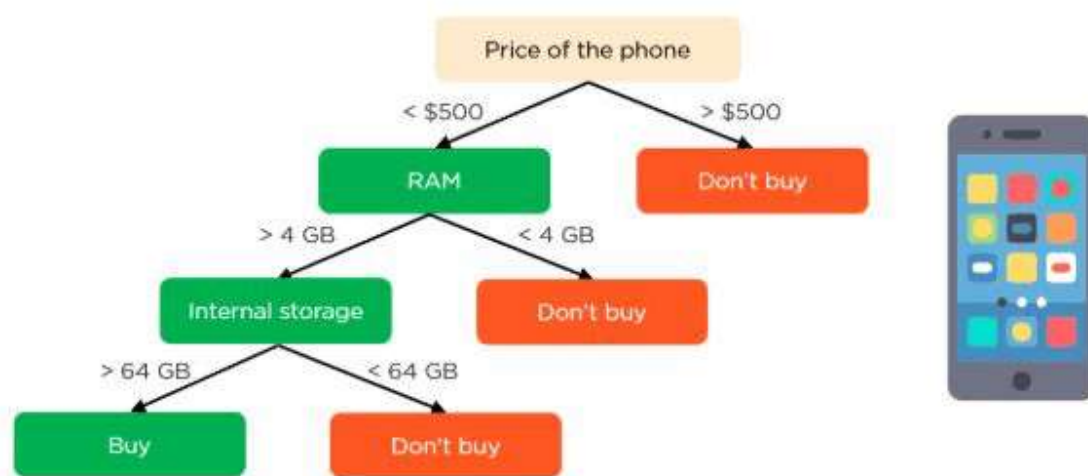 Price of the phone
< $500
> $500
RAM
Don't buy
> 4 GB
< 4 GB
Internal storage
Don't buy
> 64 GB
< 64 GB
Buy
Don't buy